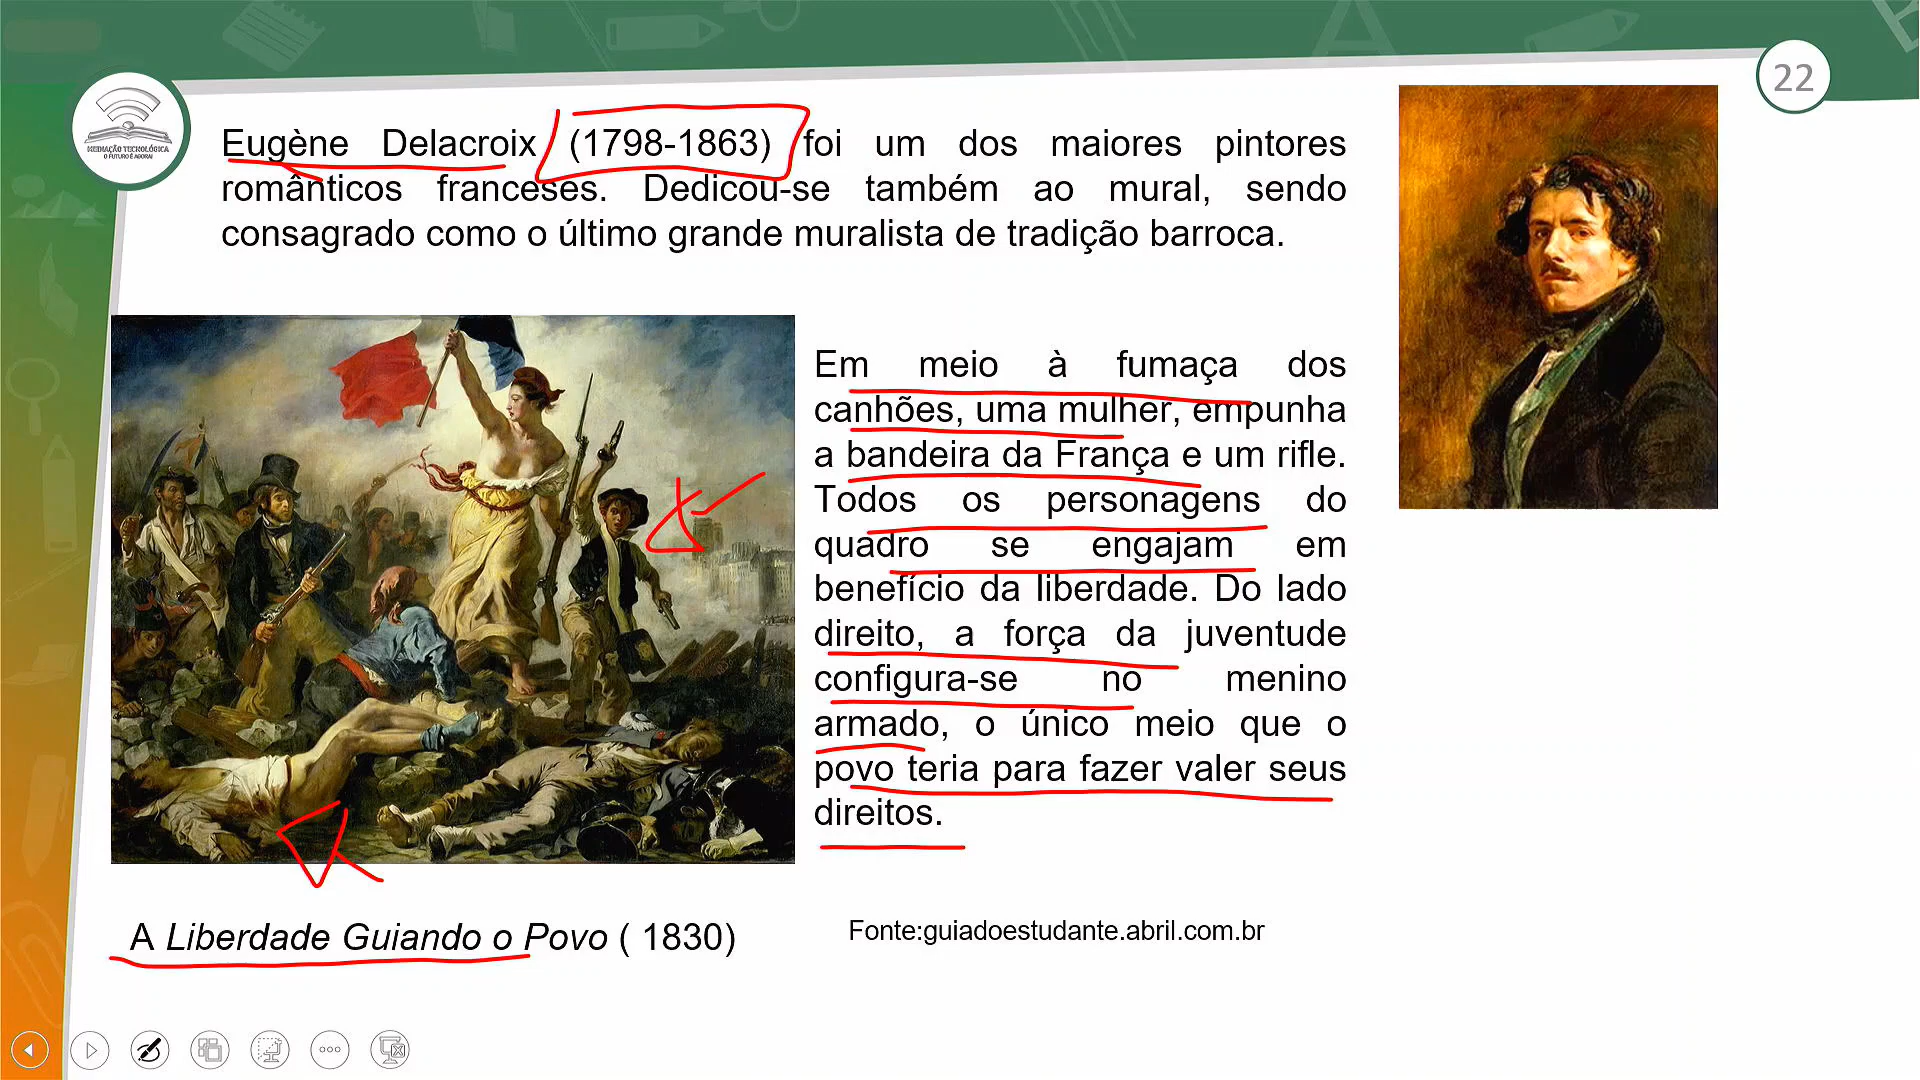 22
MEDIAÇÃO TECNOLÓGICA
O FUTURO É AGORA!
Eugène Delacroix (1798-1863) foi um dos maiores pintores
românticos franceses. Dedicou-se também ao mural, sendo
consagrado como o último grande muralista de tradição barroca.
Em meio à fumaça dos
canhões, uma mulher, empunha
a bandeira da França e um rifle.
Todos os personagens do
quadro se engajam em
benefício da liberdade. Do lado
direito, a força da juventude
configura-se no menino
armado, o único meio que o
povo teria para fazer valer seus
direitos.
A Liberdade Guiando o Povo ( 1830)
Fonte:guiadoestudante.abril.com.br